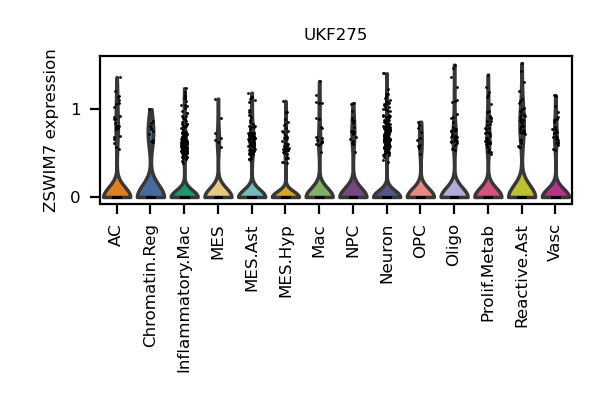 UKF275
ZSWIM7 expression
1
0
AC
Chromatin.Reg
Inflammatory.Mac
MES
MES.Ast
MES.Hyp
Mac
NPC
Neuron
OPC
Oligo
Prolif.Metab
Reactive.Ast
Vasc